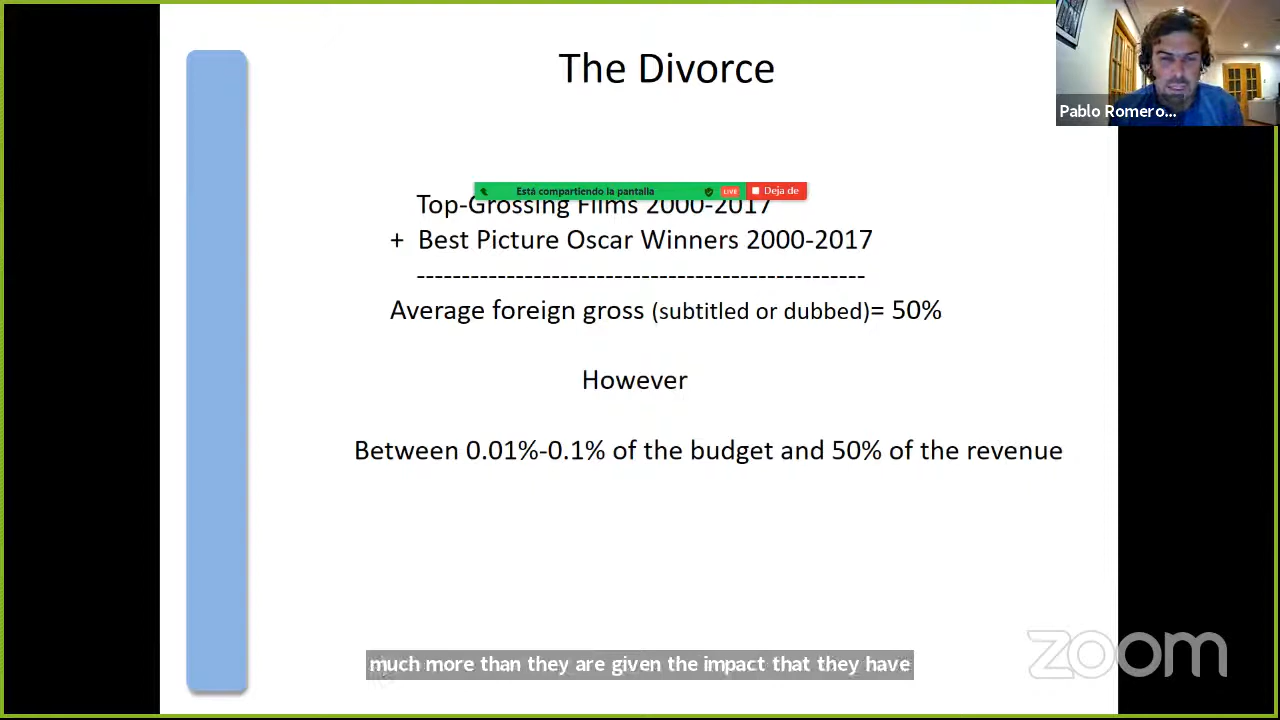 The Divorce
Pablo Romero...
Está compartiendo la pantalla
LIVE
Deja de
Top-Grossing Films 2000-2017
+ Best Picture Oscar Winners 2000-2017
-------------------------------------------------
Average foreign gross (subtitled or dubbed)= 50%
However
Between 0.01%-0.1% of the budget and 50% of the revenue
much more than they are given the impact that they have
zoom